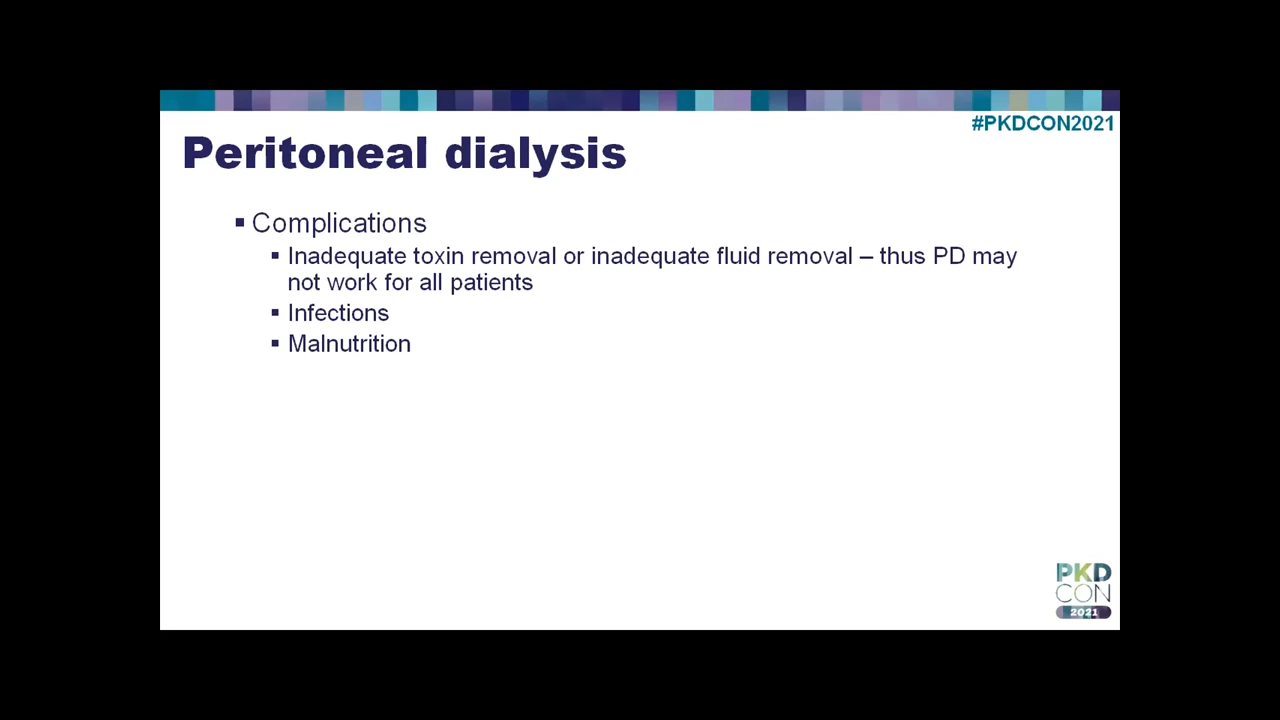 #PKDCON2021
Peritoneal dialysis
▪ Complications
▪ Inadequate toxin removal or inadequate fluid removal – thus PD may
not work for all patients
▪ Infections
▪ Malnutrition
PKD
CON
2021